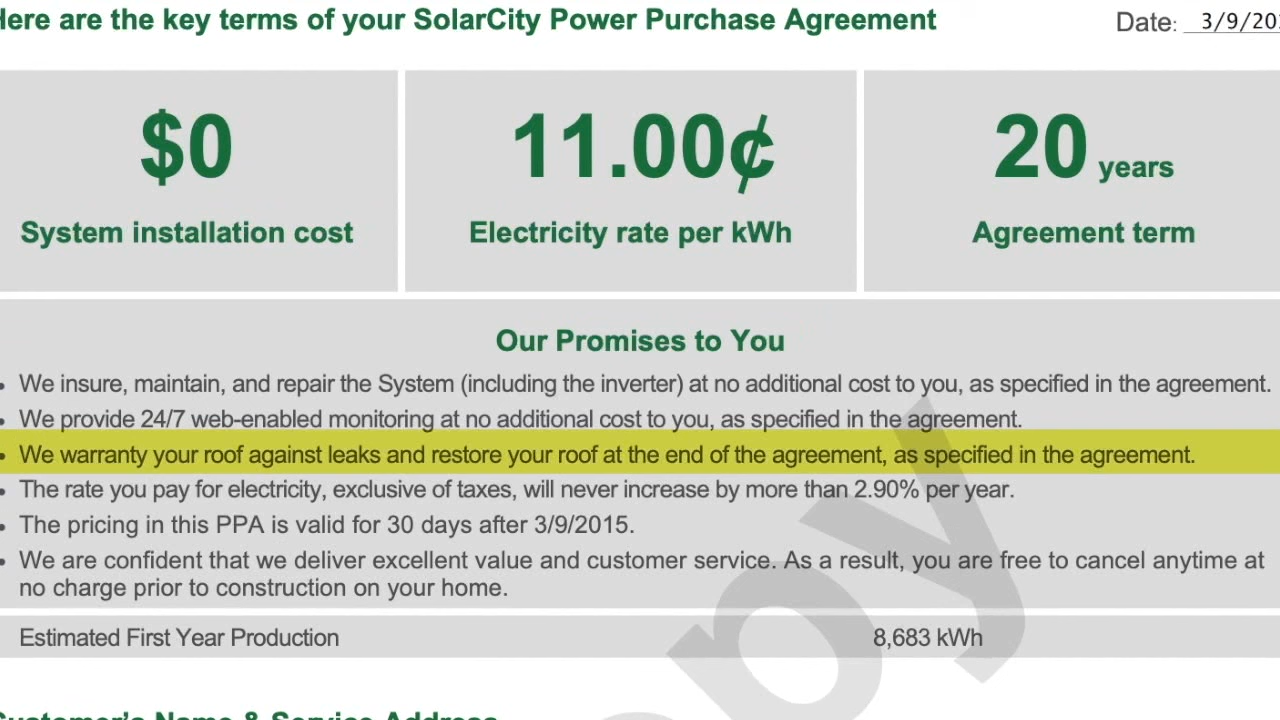 Here are the key terms of your SolarCity Power Purchase Agreement
Date: 3/9/20
$0
System installation cost
11.00¢
Electricity rate per kWh
20 years
Agreement term
Our Promises to You
• We insure, maintain, and repair the System (including the inverter) at no additional cost to you, as specified in the agreement.
• We provide 24/7 web-enabled monitoring at no additional cost to you, as specified in the agreement.
• We warranty your roof against leaks and restore your roof at the end of the agreement, as specified in the agreement.
• The rate you pay for electricity, exclusive of taxes, will never increase by more than 2.90% per year.
• The pricing in this PPA is valid for 30 days after 3/9/2015.
• We are confident that we deliver excellent value and customer service. As a result, you are free to cancel anytime at
no charge prior to construction on your home.
Estimated First Year Production
8,683 kWh
Customer's Name & Service Address